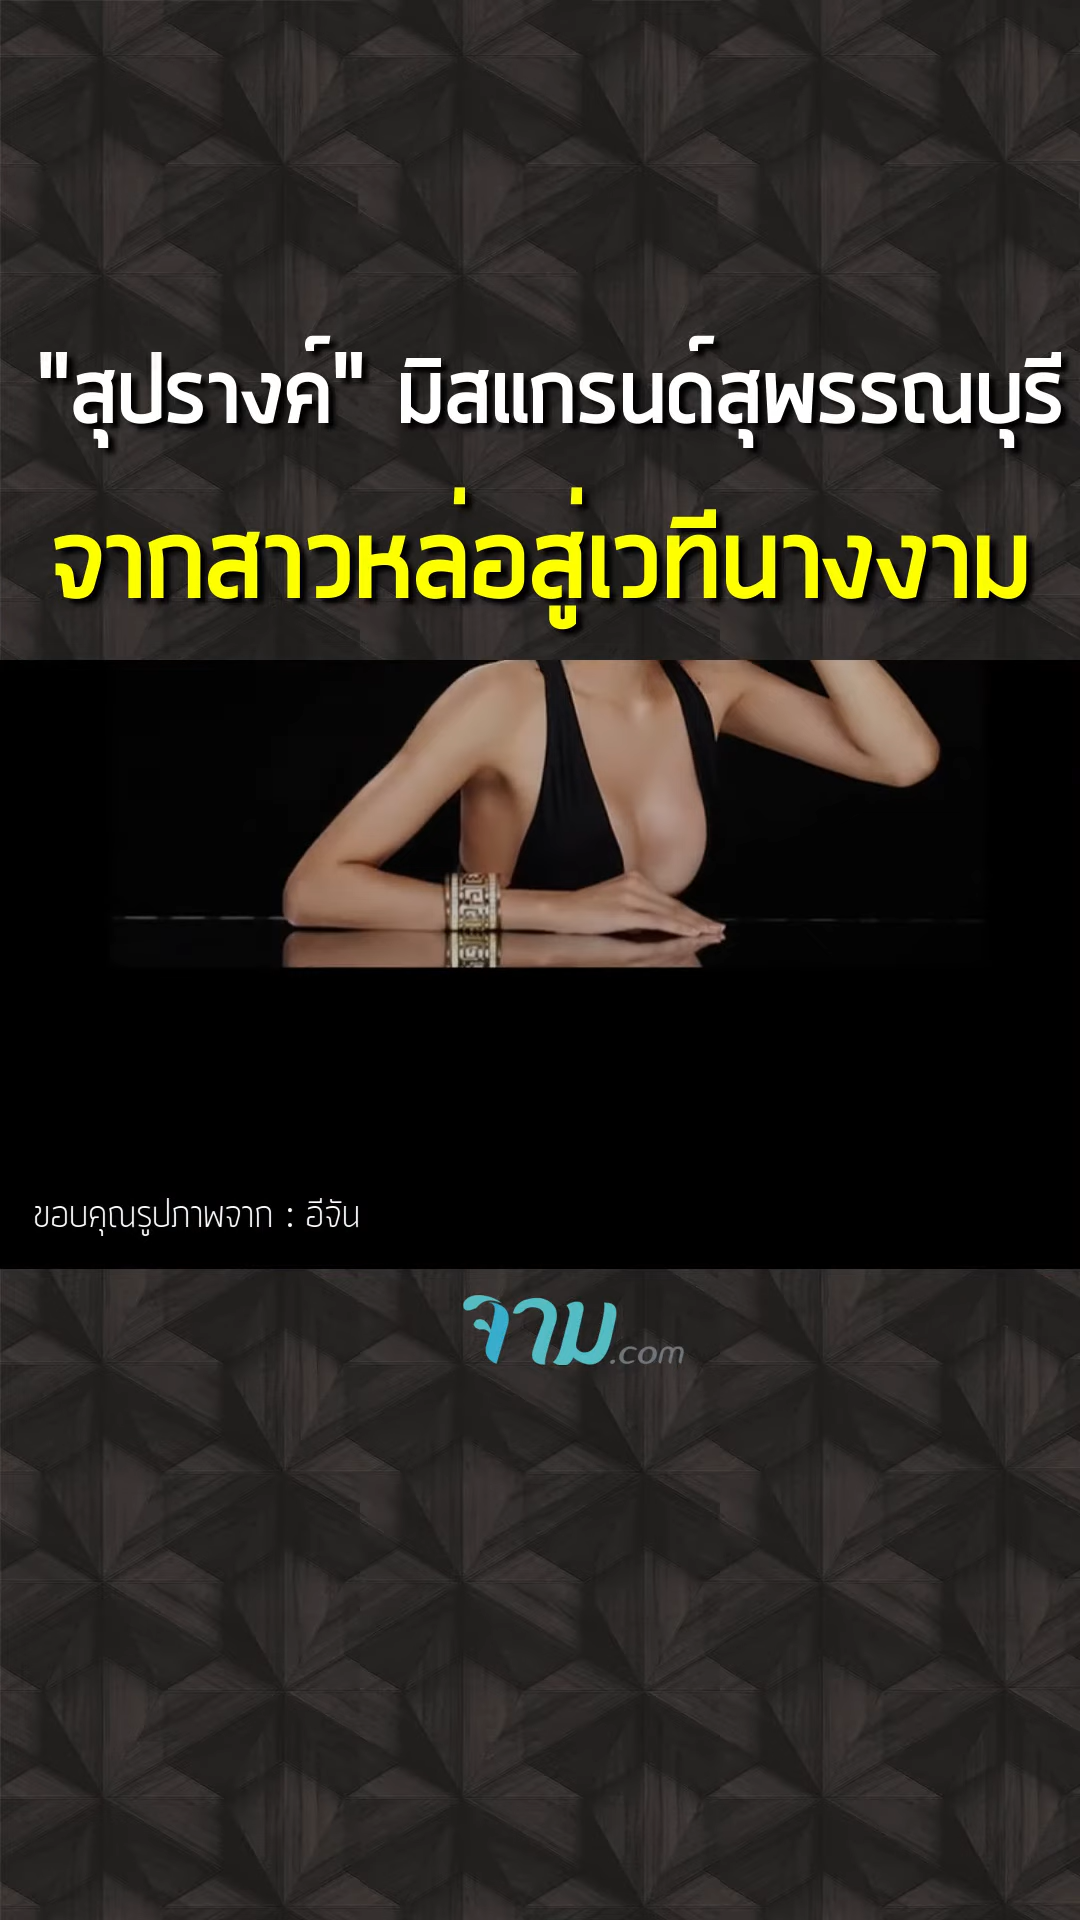 "สุปรางค์" มิสแกรนด์สุพรรณบุรี
จากสาวหล่อสู่เวทีนางงาม
ขอบคุณรูปภาพจาก : อีจัน
จาม.com